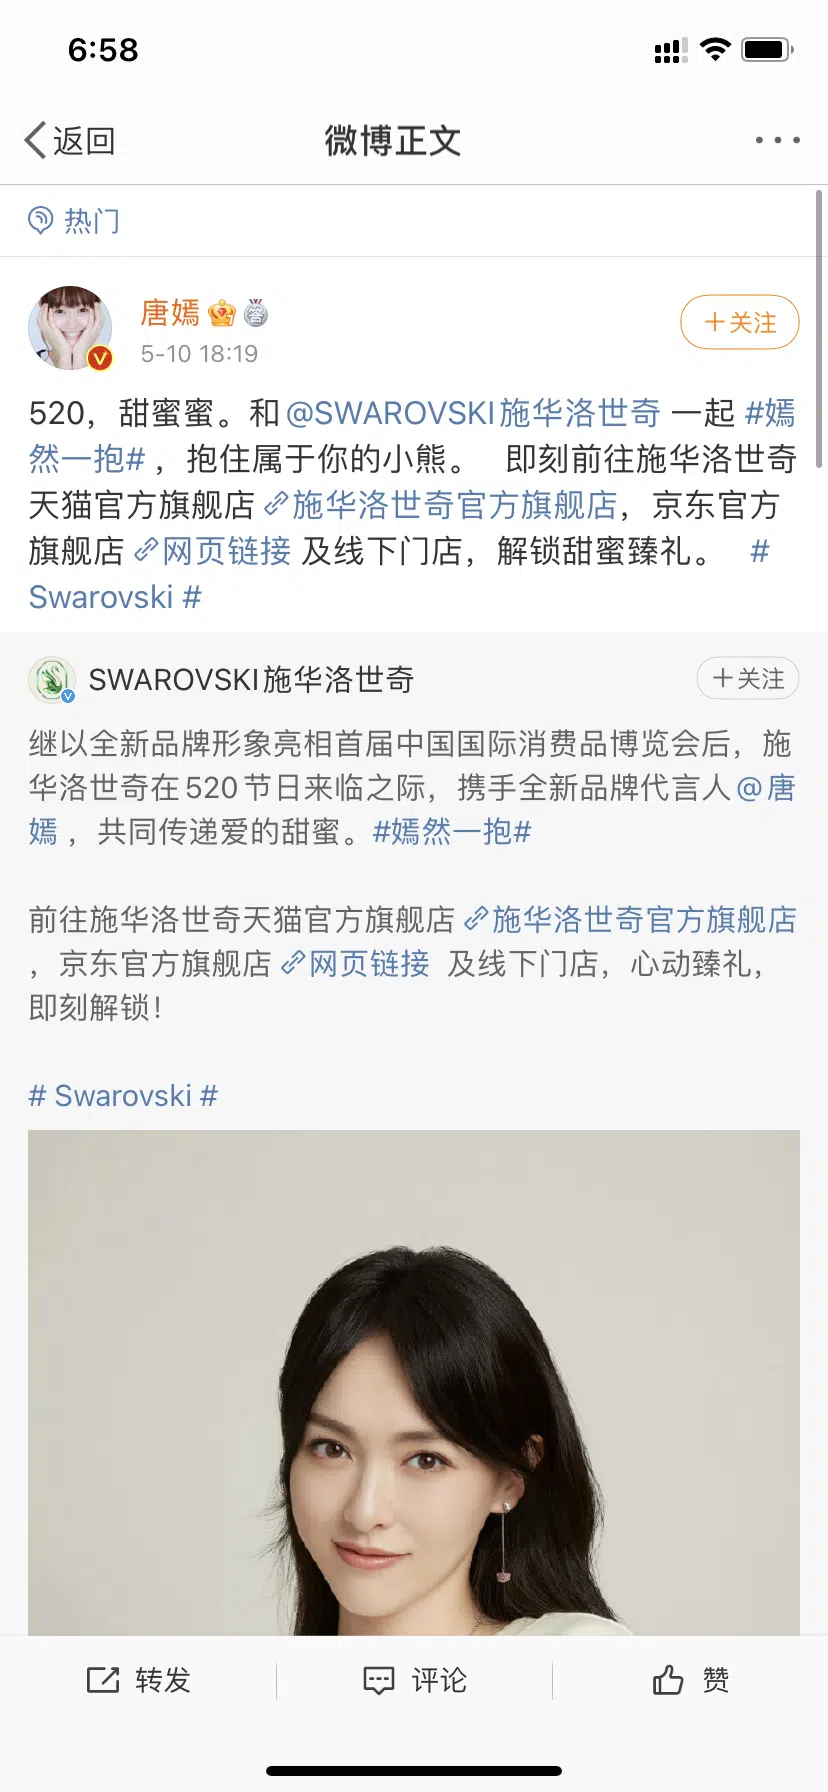 6:58
返回
微博正文
热门
唐嫣
答
5-10 18:19
+关注
520，甜蜜蜜。和@SWAROVSKI施华洛世奇 一起 #嫣
然一抱# ，抱住属于你的小熊。 即刻前往施华洛世奇
天猫官方旗舰店 施华洛世奇官方旗舰店，京东官方
旗舰店 网页链接 及线下门店，解锁甜蜜臻礼。 #
Swarovski #
SWAROVSKI施华洛世奇
+关注
继以全新品牌形象亮相首届中国国际消费品博览会后，施
华洛世奇在520节日来临之际，携手全新品牌代言人@唐
嫣 ，共同传递爱的甜蜜。#嫣然一抱#
前往施华洛世奇天猫官方旗舰店 施华洛世奇官方旗舰店
，京东官方旗舰店 网页链接 及线下门店，心动臻礼，
即刻解锁！
# Swarovski #
转发
评论
赞